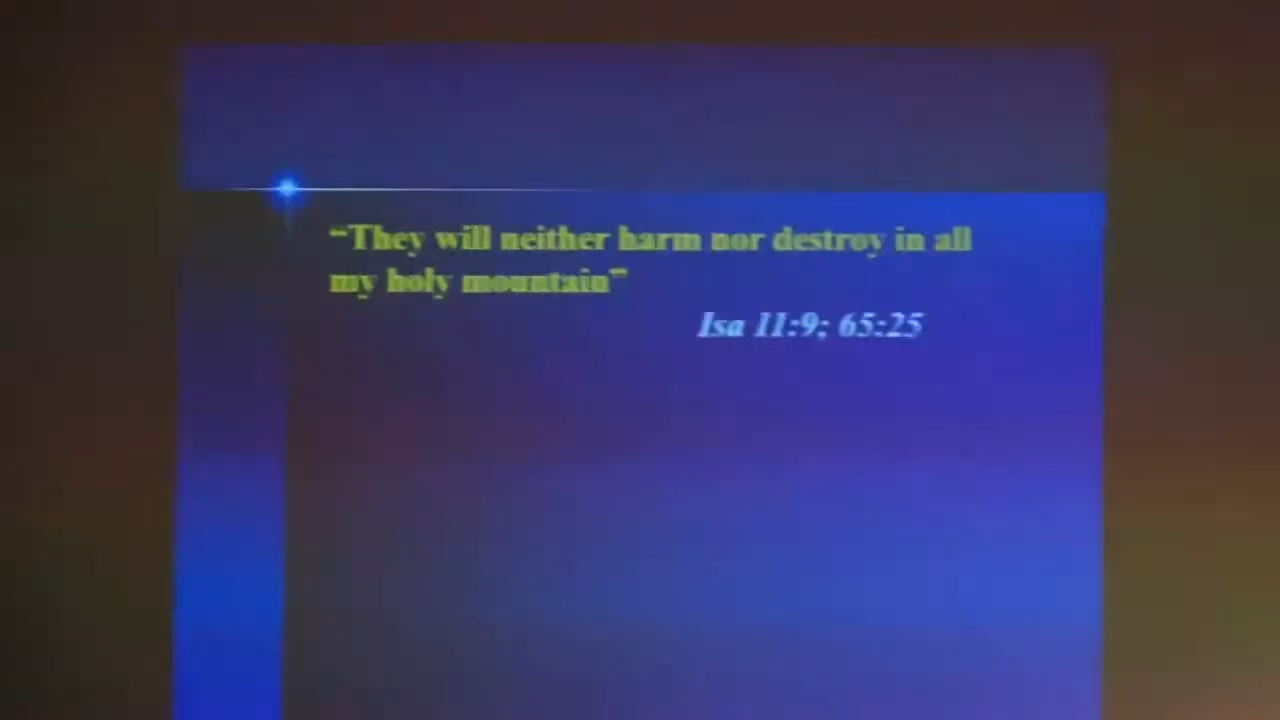 “They will neither harm nor destroy in all
my holy mountain”
Isa 11:9; 65:25